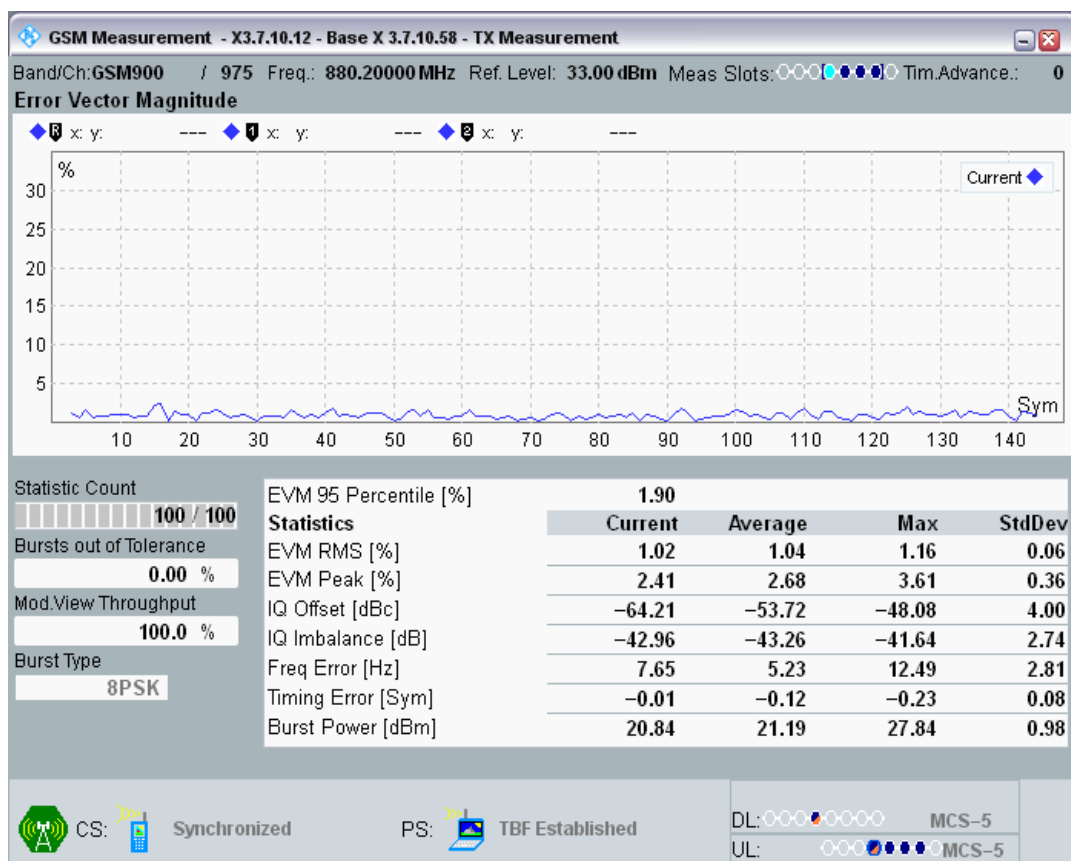 GSM Measurement - X3.7.10.12 - Base X 3.7.10.58 - TX Measurement
Band/Ch:GSM900 / 975 Freq.: 880.20000 MHz Ref. Level: 33.00 dBm Meas Slots: Tim.Advance.: 0
Error Vector Magnitude
R x: y: --- 1 x: y: --- 2 x: y: ---
%
Current
30
25
20
15
10
5
Sym
10 20 30 40 50 60 70 80 90 100 110 120 130 140
Statistic Count
100 / 100
Bursts out of Tolerance
0.00 %
Mod.View Throughput
100.0 %
Burst Type
8PSK
EVM 95 Percentile [%] 1.90
Statistics Current Average Max StdDev
EVM RMS [%] 1.02 1.04 1.16 0.06
EVM Peak [%] 2.41 2.68 3.61 0.36
IQ Offset [dBc] −64.21 −53.72 −48.08 4.00
IQ Imbalance [dB] −42.96 −43.26 −41.64 2.74
Freq Error [Hz] 7.65 5.23 12.49 2.81
Timing Error [Sym] −0.01 −0.12 −0.23 0.08
Burst Power [dBm] 20.84 21.19 27.84 0.98
CS: Synchronized PS: TBF Established
DL: MCS−5
UL: MCS−5